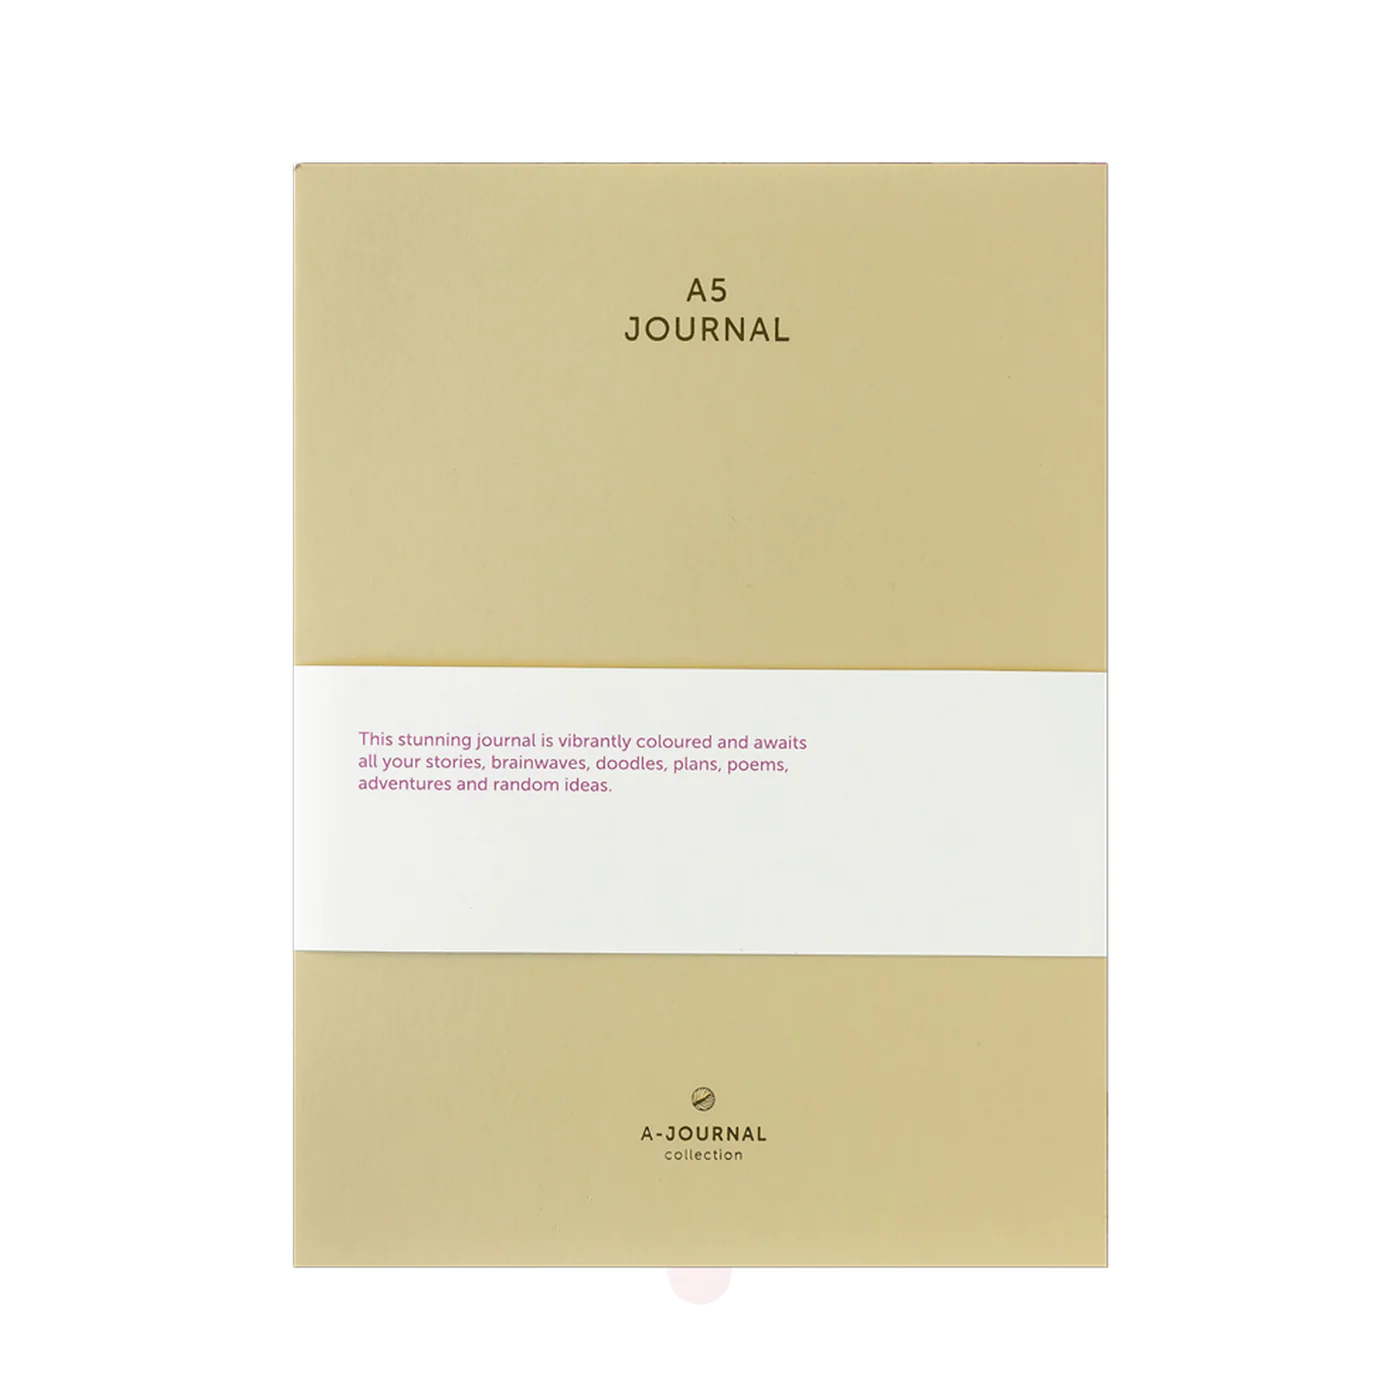 A5
JOURNAL
This stunning journal is vibrantly coloured and awaits
all your stories, brainwaves, doodles, plans, poems,
adventures and random ideas.
A-JOURNAL
collection